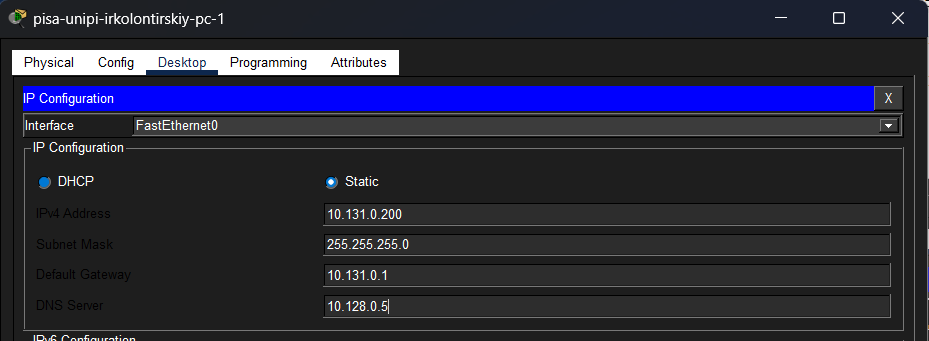 pisa-unipi-irkolontirskiy-pc-1
Physical Config Desktop Programming Attributes
IP Configuration X
Interface FastEthernet0
IP Configuration
DHCP Static
IPv4 Address 10.131.0.200
Subnet Mask 255.255.255.0
Default Gateway 10.131.0.1
DNS Server 10.128.0.5
IPv6 Configuration